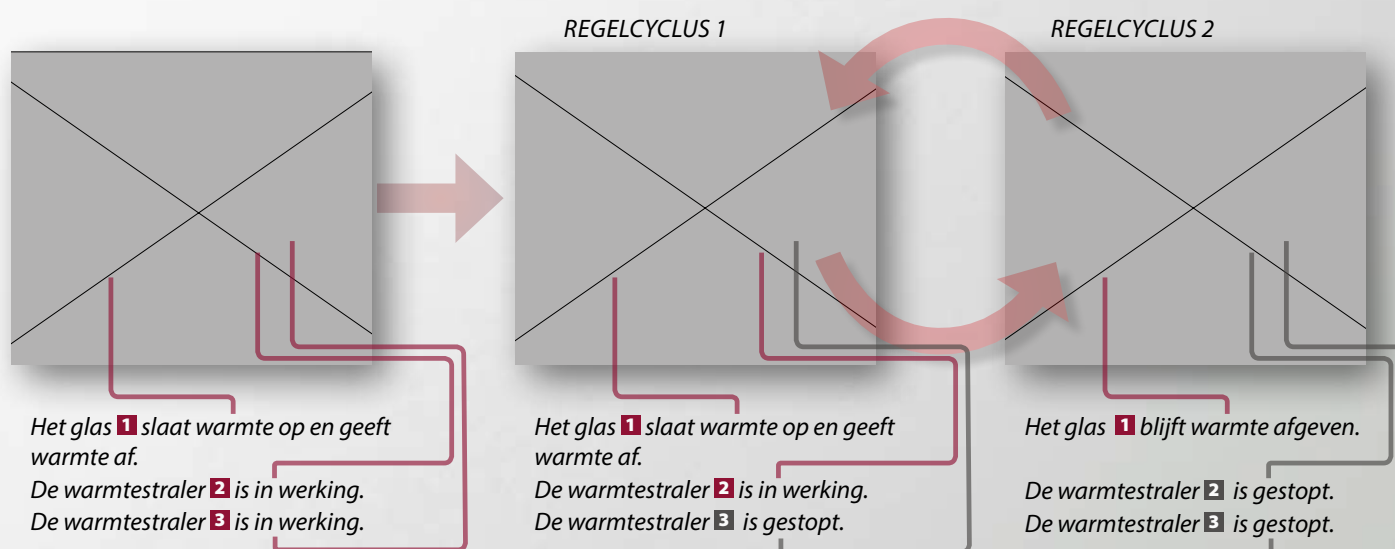 REGELCYCLUS 1
REGELCYCLUS 2
Het glas 1 slaat warmte op en geeft
warmte af.
De warmtestraler 2 is in werking.
De warmtestraler 3 is in werking.
Het glas 1 slaat warmte op en geeft
warmte af.
De warmtestraler 2 is in werking.
De warmtestraler 3 is gestopt.
Het glas 1 blijft warmte afgeven.
De warmtestraler 2 is gestopt.
De warmtestraler 3 is gestopt.